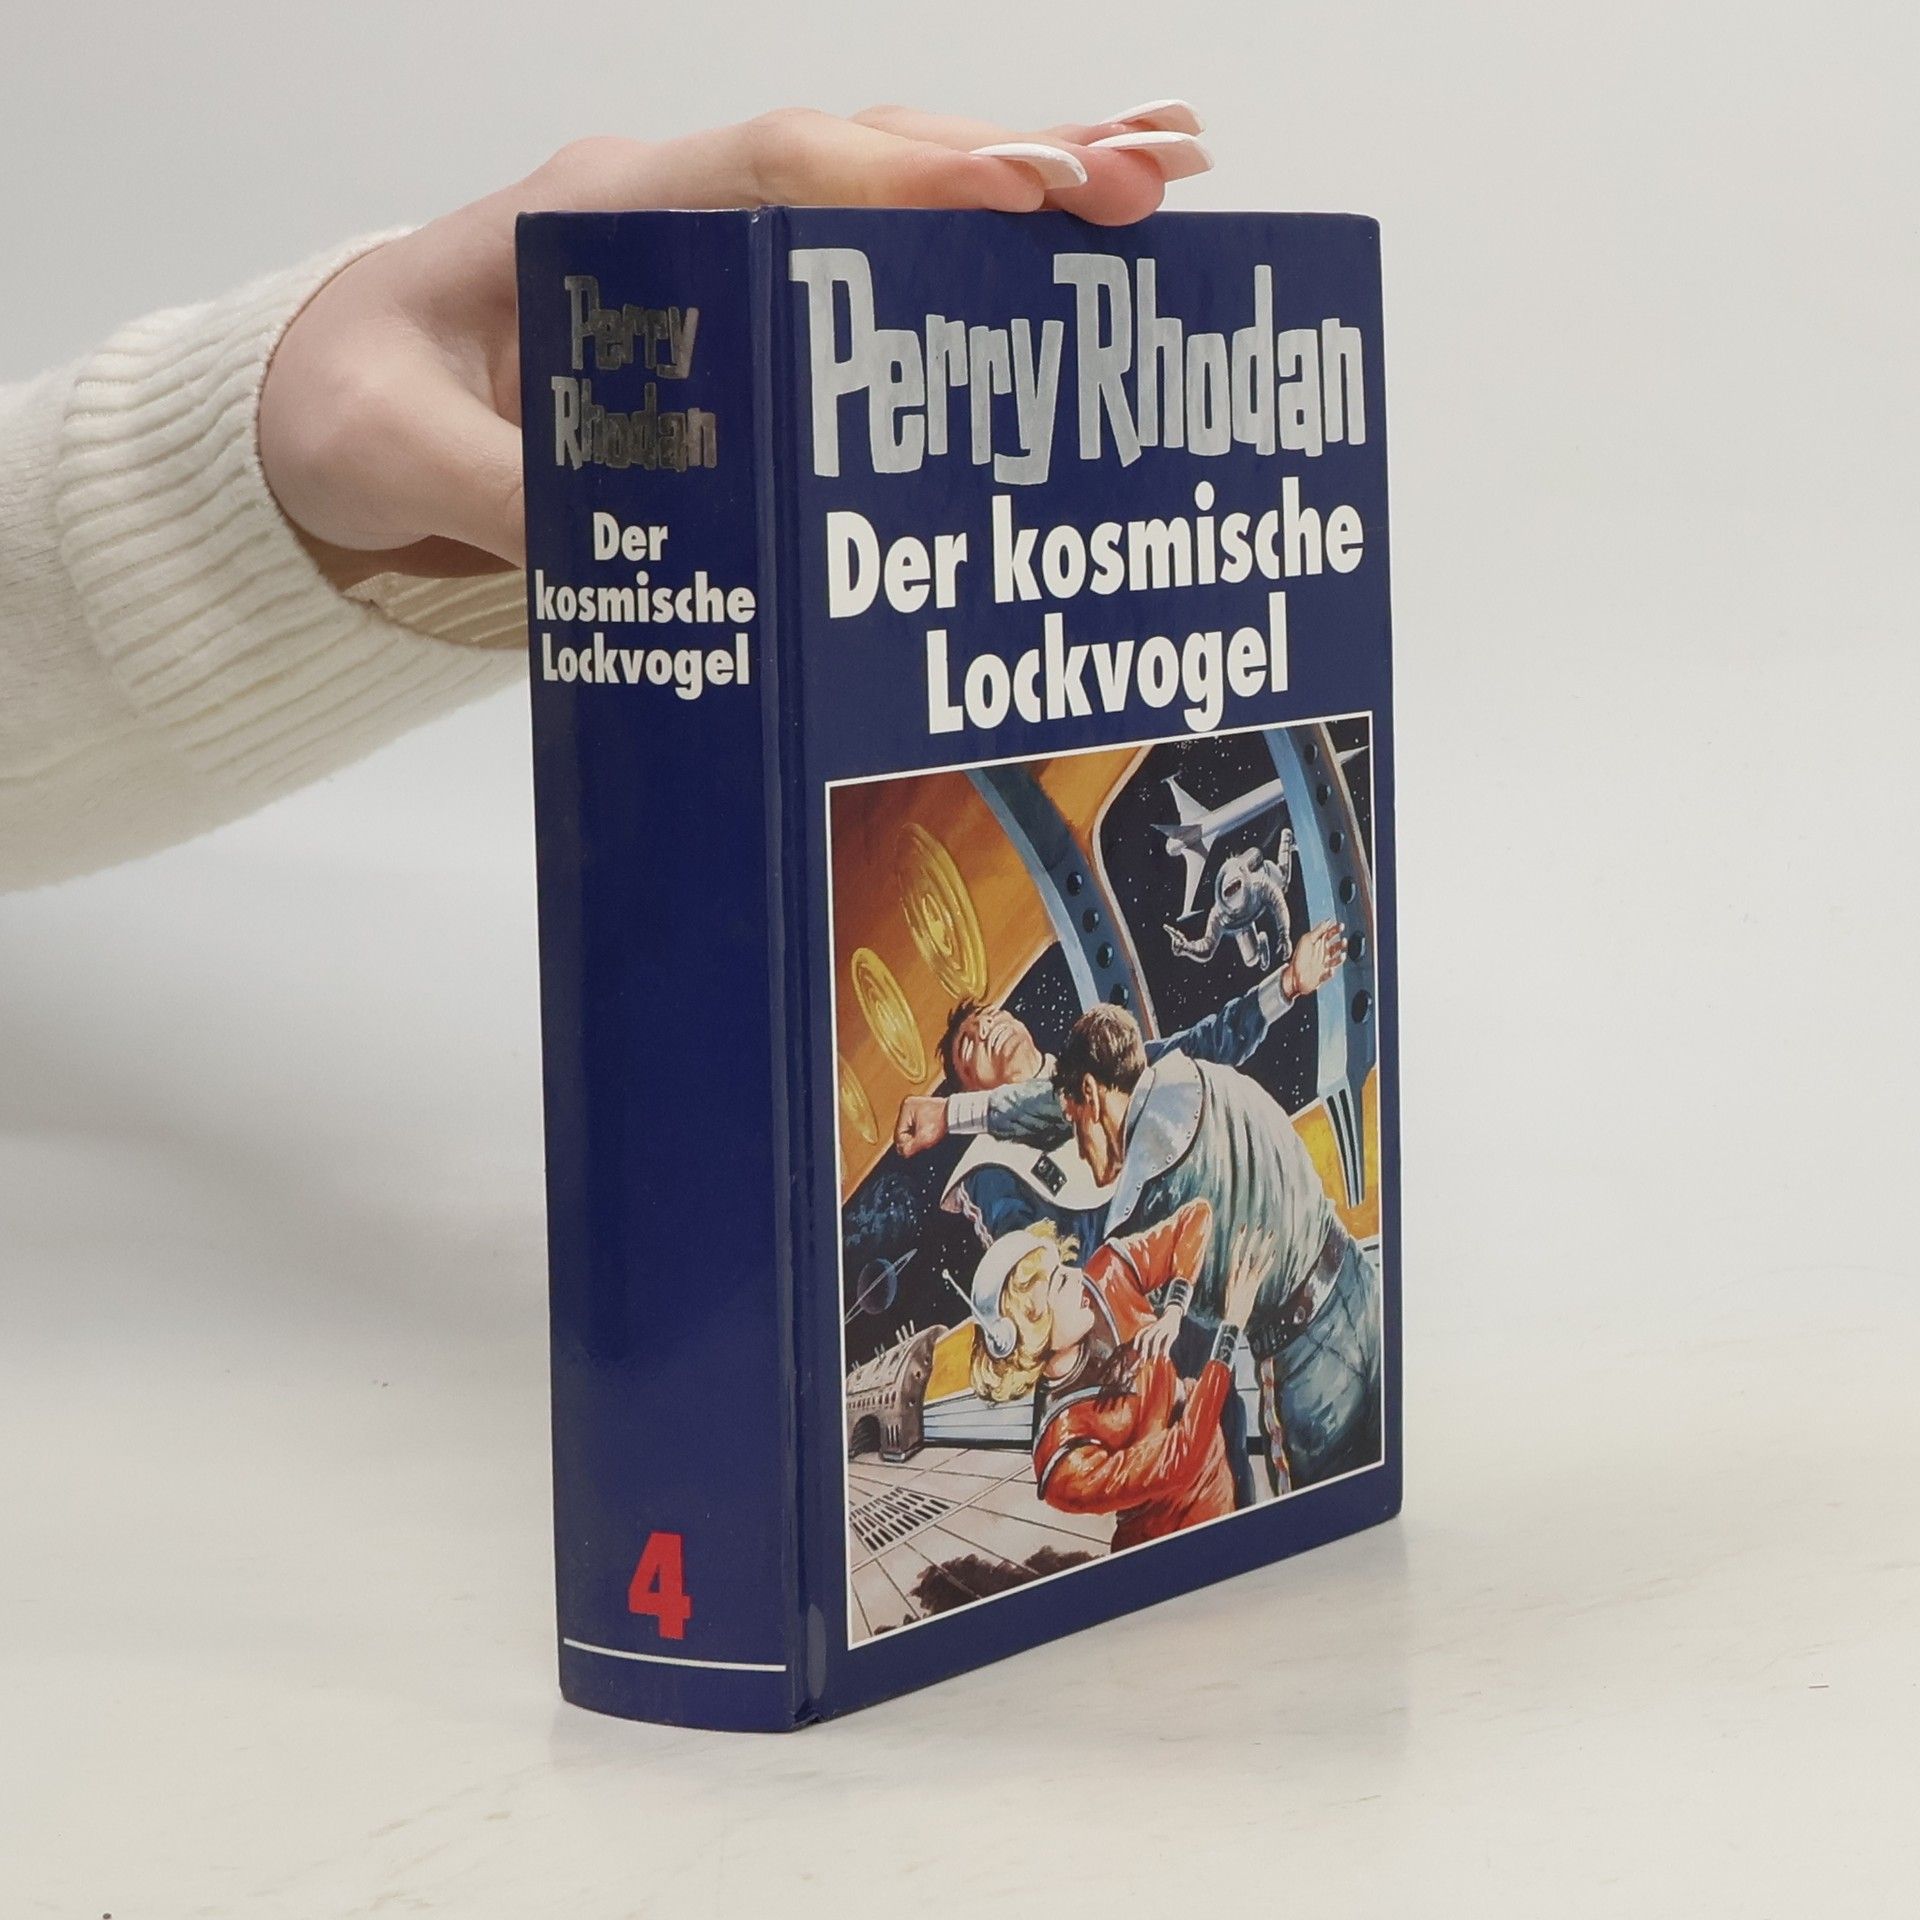 Perry
Rhodan
Der
kosmische
Lockvogel
4
Perry Rhodan
Der kosmische
Lockvogel